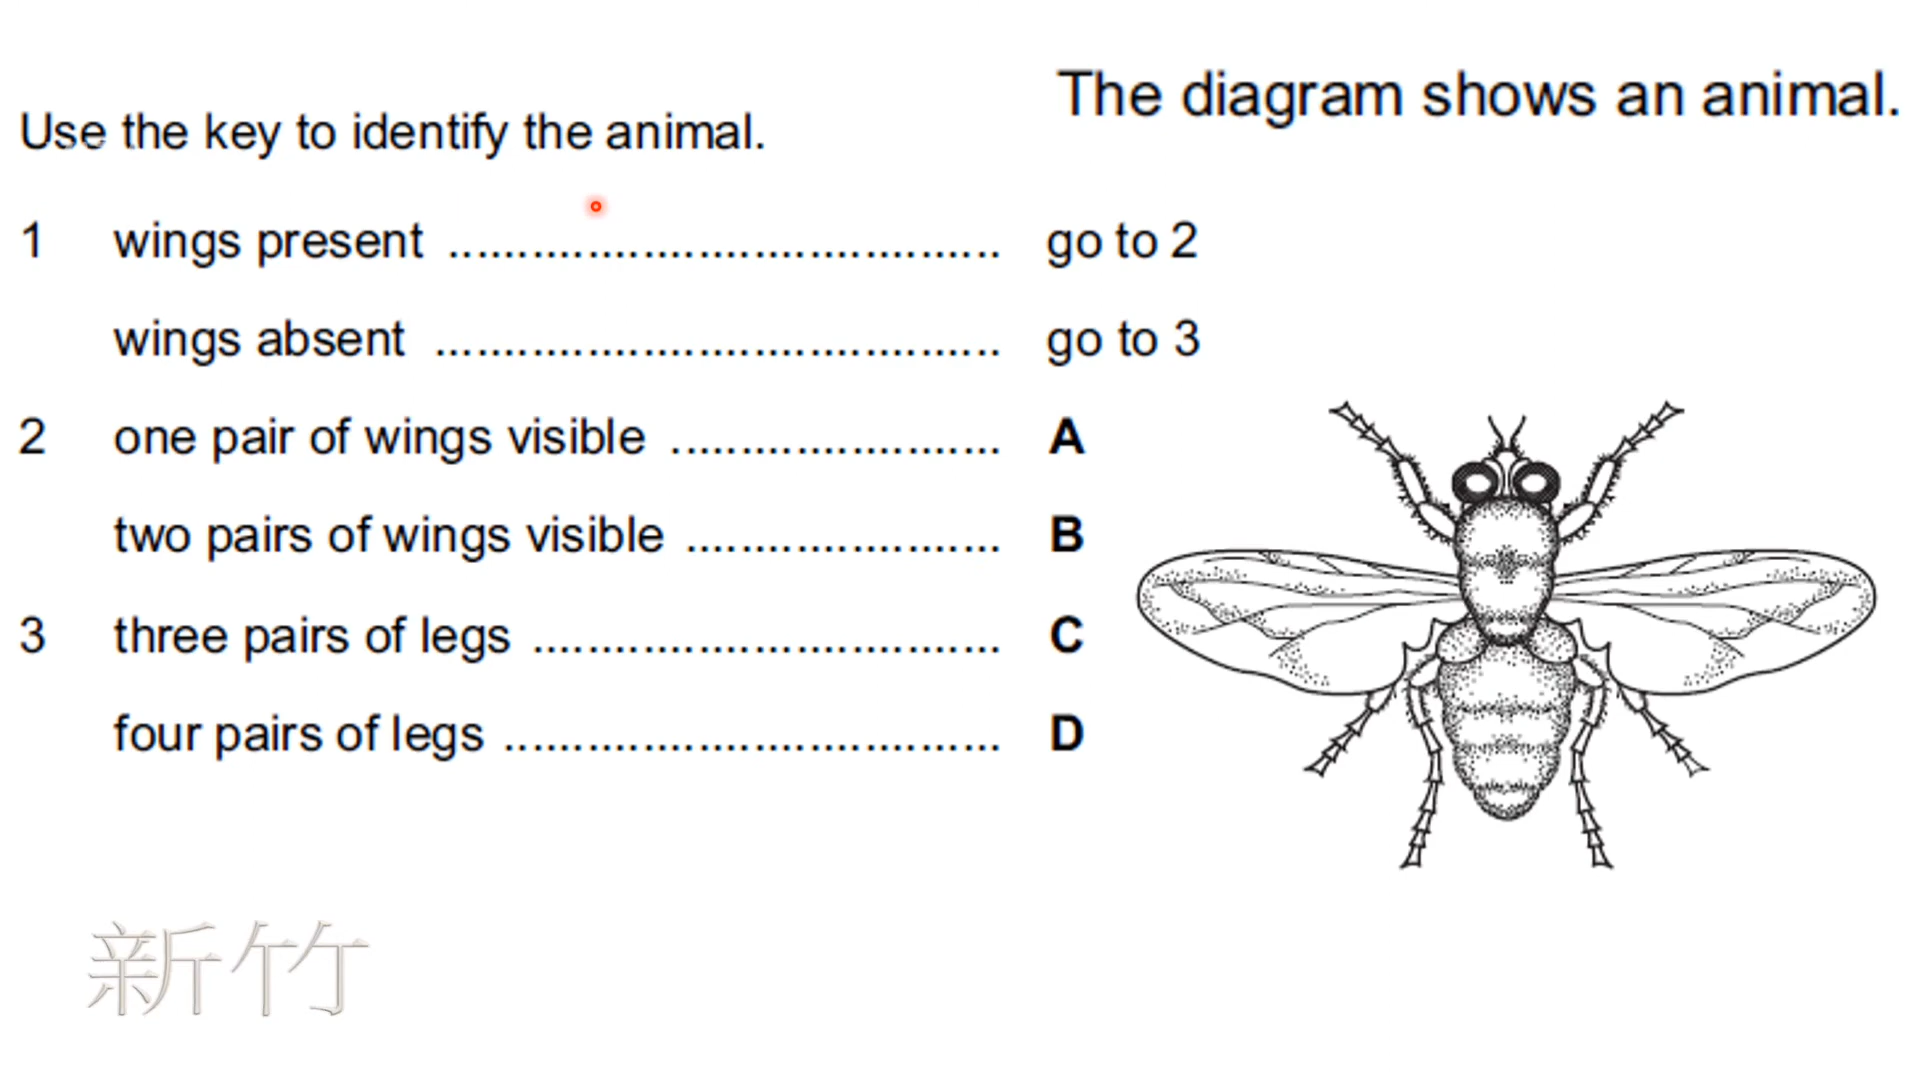 The diagram shows an animal.
Use the key to identify the animal.
1 wings present ........................................ go to 2
wings absent ......................................... go to 3
2 one pair of wings visible ........................ A
two pairs of wings visible ....................... B
3 three pairs of legs .................................. C
four pairs of legs .................................... D
新竹